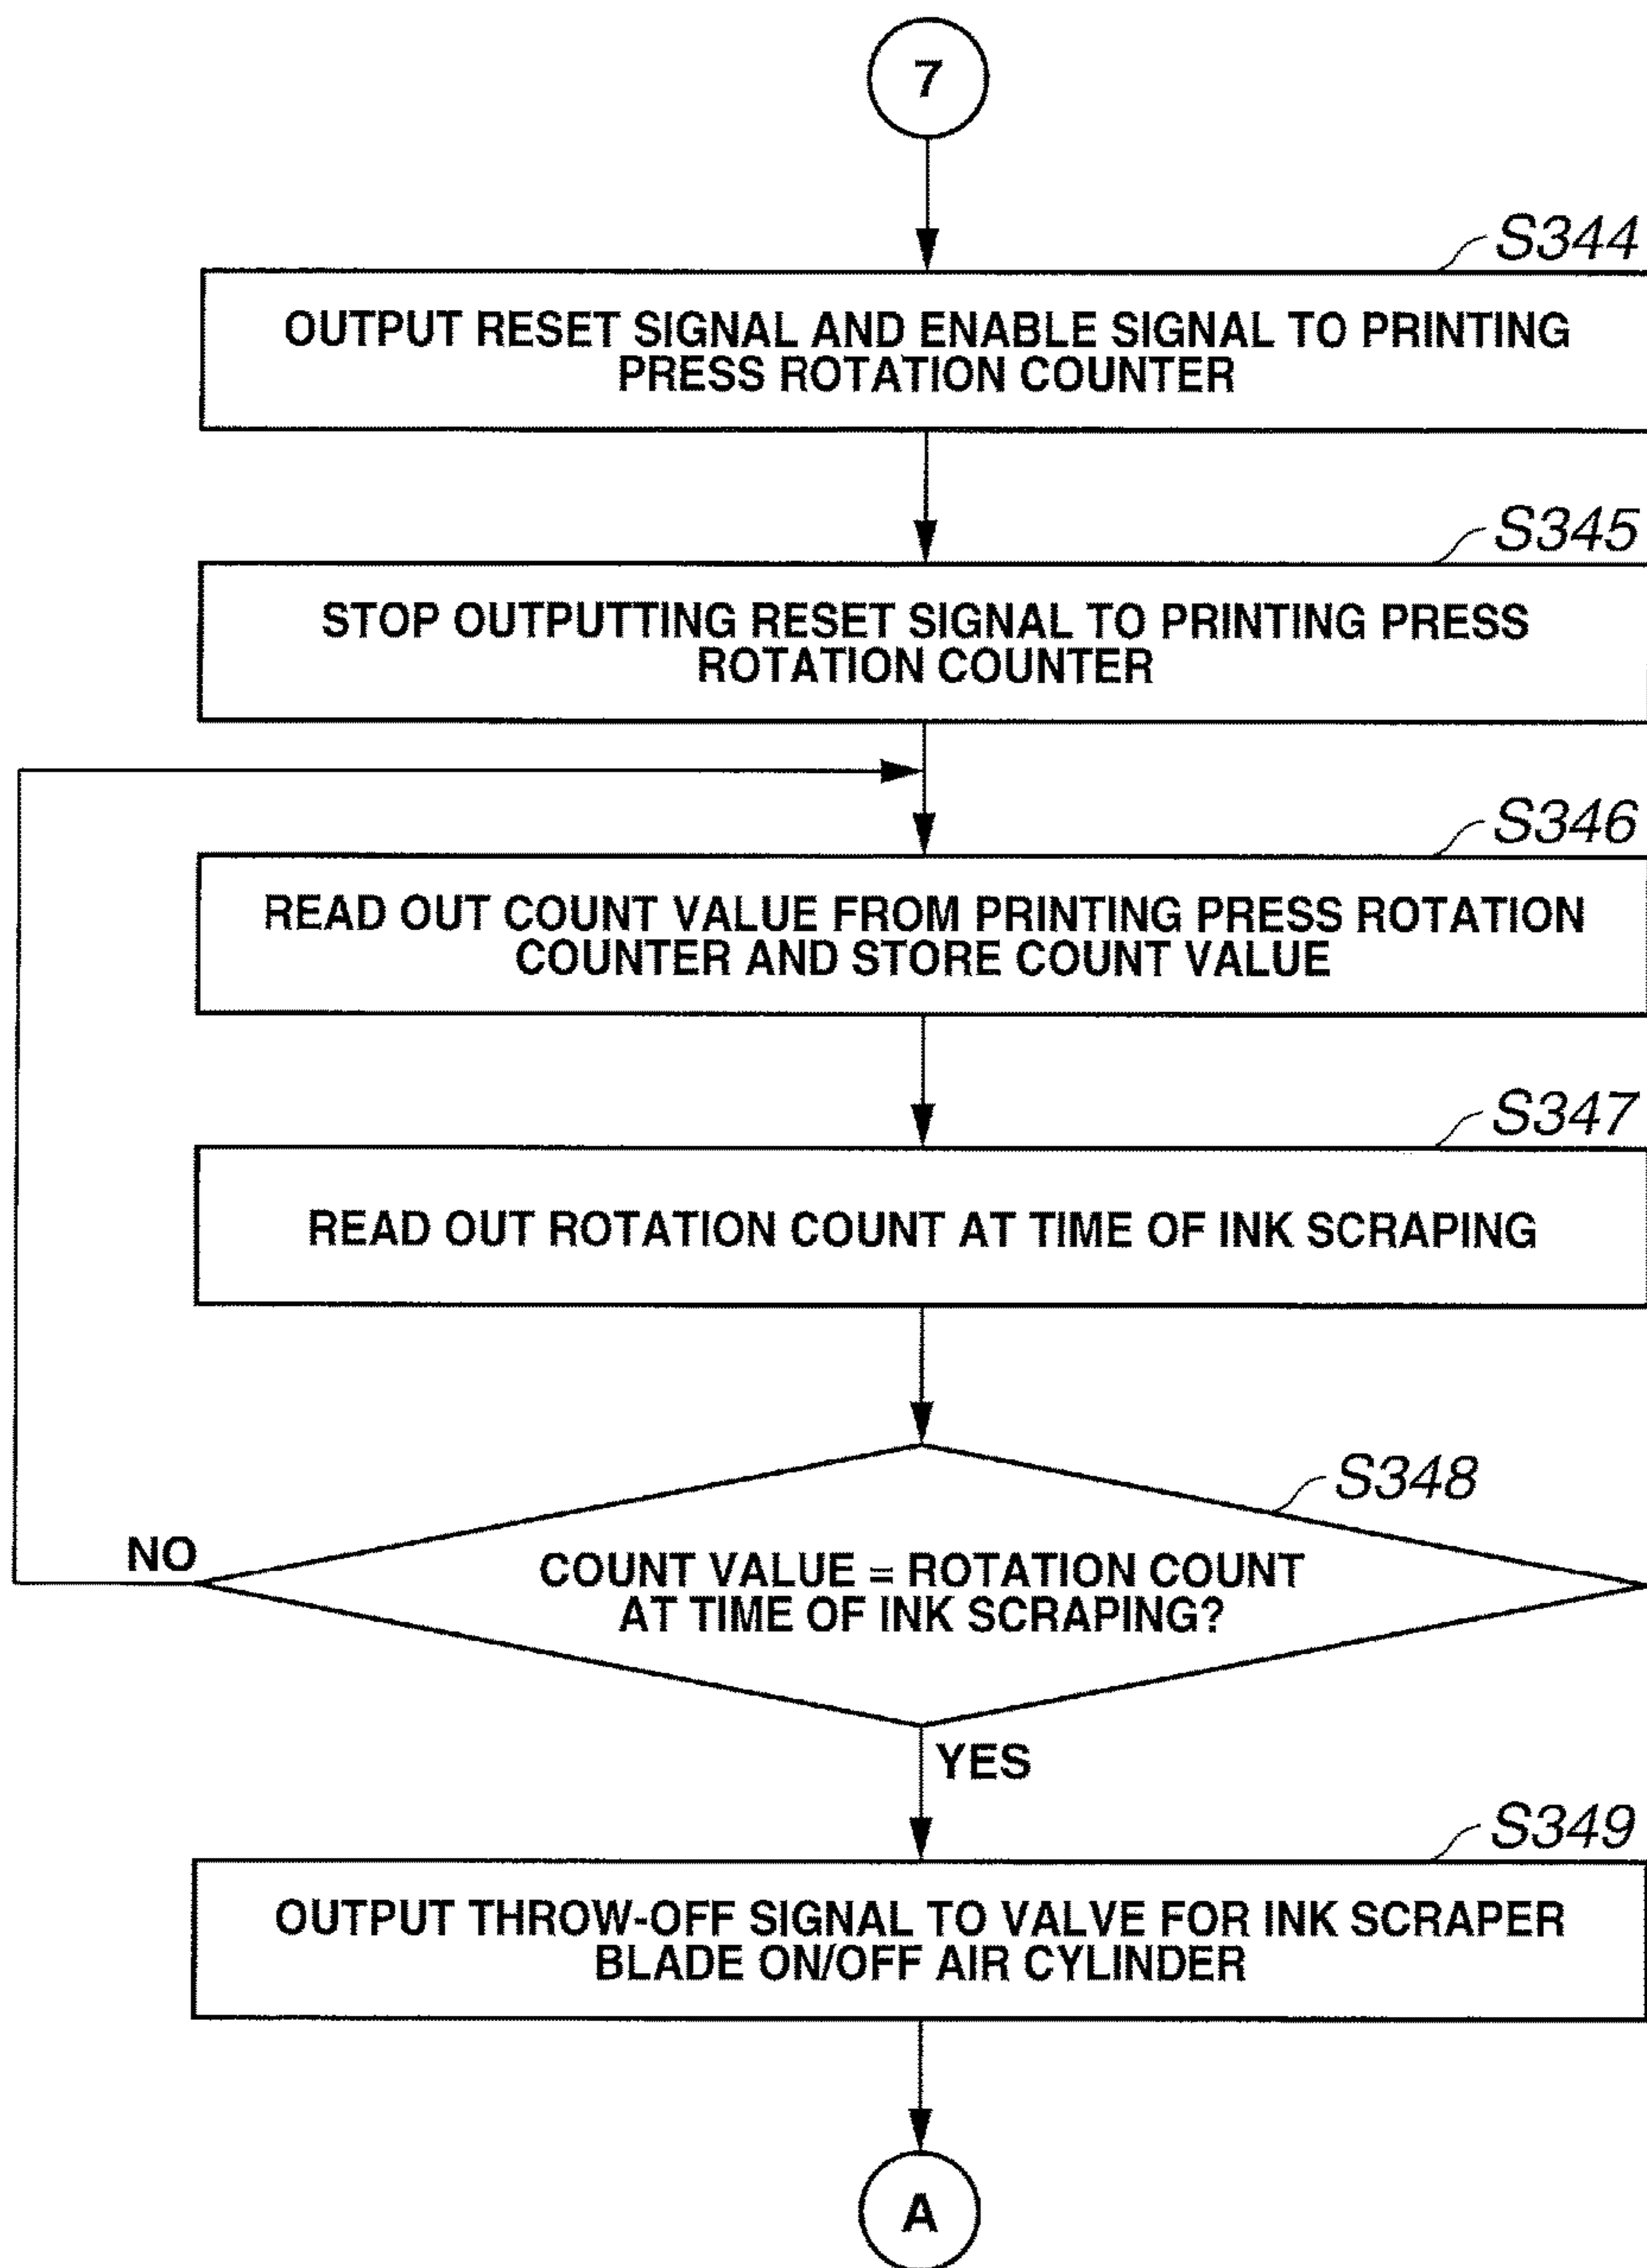 7
S344
OUTPUT RESET SIGNAL AND ENABLE SIGNAL TO PRINTING
PRESS ROTATION COUNTER
S345
STOP OUTPUTTING RESET SIGNAL TO PRINTING PRESS
ROTATION COUNTER
S346
READ OUT COUNT VALUE FROM PRINTING PRESS ROTATION
COUNTER AND STORE COUNT VALUE
S347
READ OUT ROTATION COUNT AT TIME OF INK SCRAPING
S348
NO
COUNT VALUE = ROTATION COUNT
AT TIME OF INK SCRAPING?
YES
S349
OUTPUT THROW-OFF SIGNAL TO VALVE FOR INK SCRAPER
BLADE ON/OFF AIR CYLINDER
A